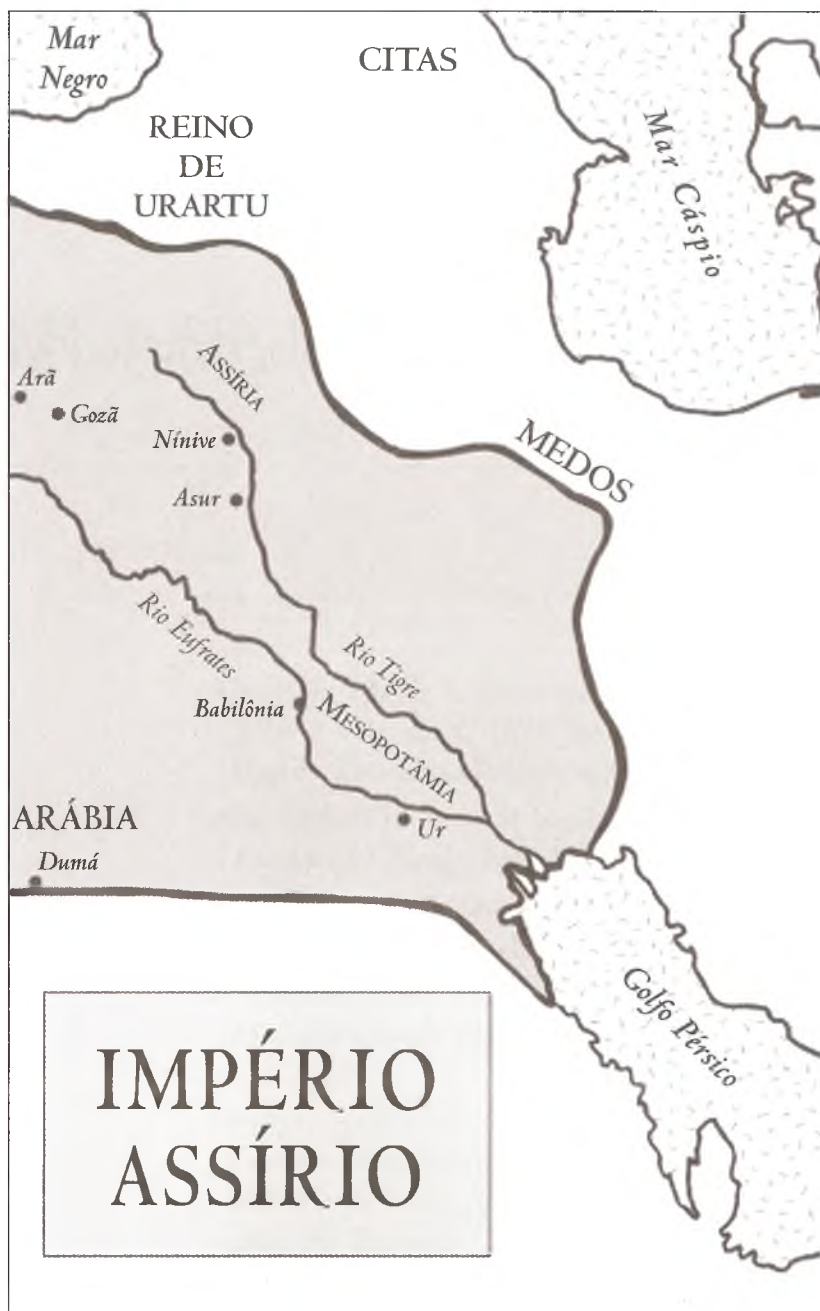 Mar
Negro
CITAS
REINO
DE
URARTU
Mar Cáspio
ASSÍRIA
Arã
Gozã
Nínive
MEDOS
Asur
Rio Eufrates
Rio Tigre
Babilônia
MESOPOTÂMIA
ARÁBIA
Ur
Dumá
Golfo Pérsico
IMPÉRIO
ASSÍRIO